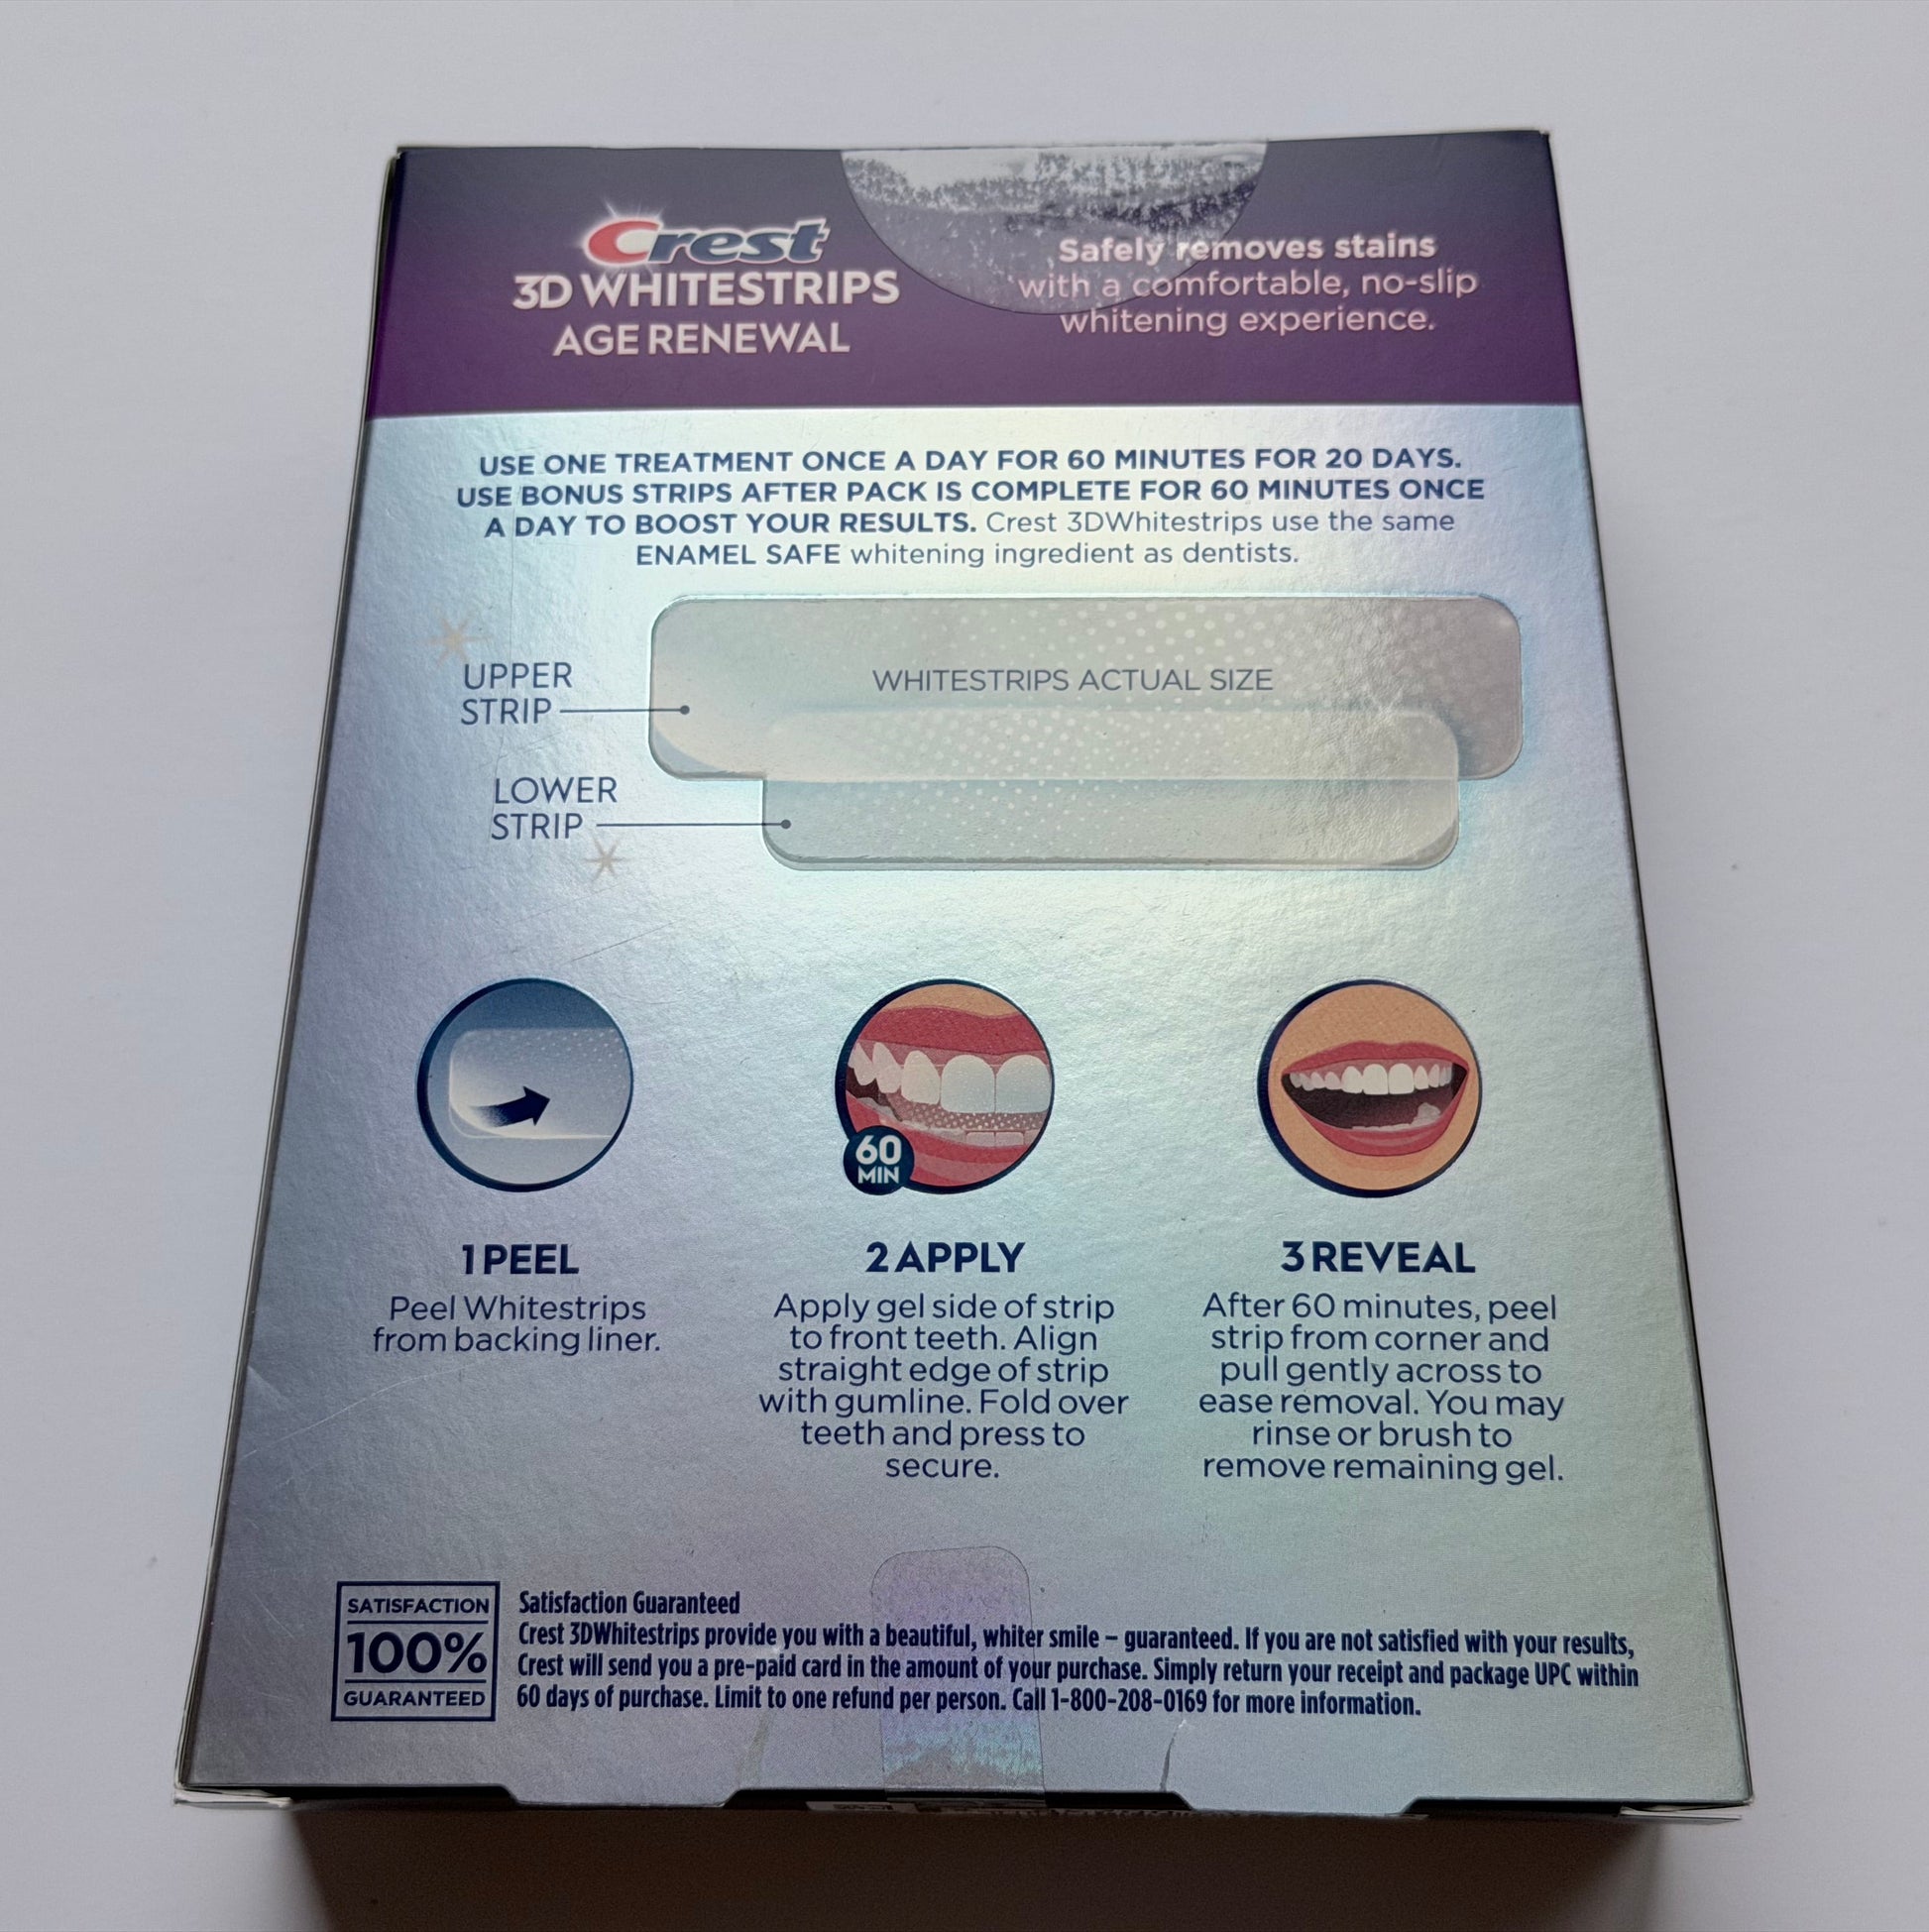 Crest
3D WHITESTRIPS
AGE RENEWAL
Safely removes stains
with a comfortable, no-slip
whitening experience.
USE ONE TREATMENT ONCE A DAY FOR 60 MINUTES FOR 20 DAYS.
USE BONUS STRIPS AFTER PACK IS COMPLETE FOR 60 MINUTES ONCE
A DAY TO BOOST YOUR RESULTS. Crest 3DWhitestrips use the same
ENAMEL SAFE whitening ingredient as dentists.
UPPER
STRIP
WHITESTRIPS ACTUAL SIZE
LOWER
STRIP
60
MIN
1 PEEL
Peel Whitestrips
from backing liner.
2 APPLY
Apply gel side of strip
to front teeth. Align
straight edge of strip
with gumline. Fold over
teeth and press to
secure.
3 REVEAL
After 60 minutes, peel
strip from corner and
pull gently across to
ease removal. You may
rinse or brush to
remove remaining gel.
SATISFACTION
100%
GUARANTEED
Satisfaction Guaranteed
Crest 3DWhitestrips provide you with a beautiful, whiter smile – guaranteed. If you are not satisfied with your results,
Crest will send you a pre-paid card in the amount of your purchase. Simply return your receipt and package UPC within
60 days of purchase. Limit to one refund per person. Call 1-800-208-0169 for more information.